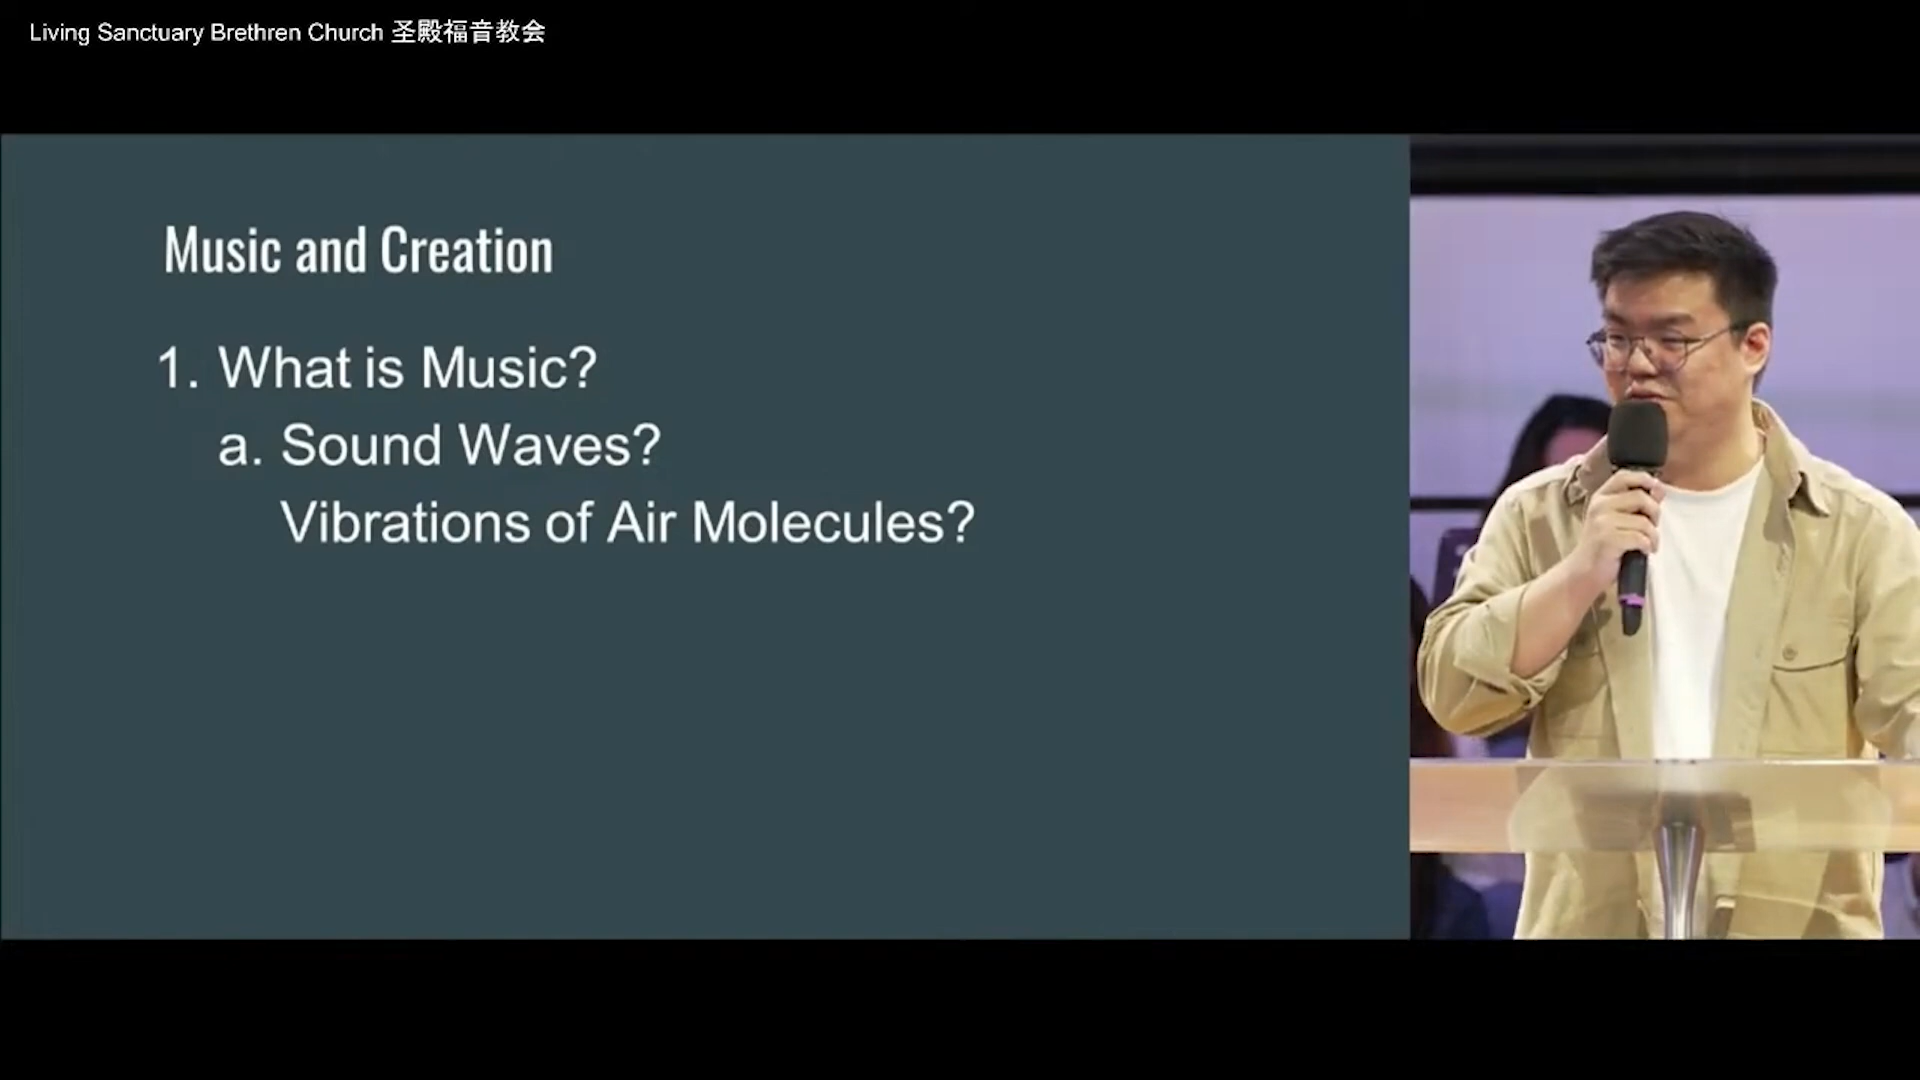 Living Sanctuary Brethren Church 圣殿福音教会
Music and Creation
1. What is Music?
a. Sound Waves?
Vibrations of Air Molecules?